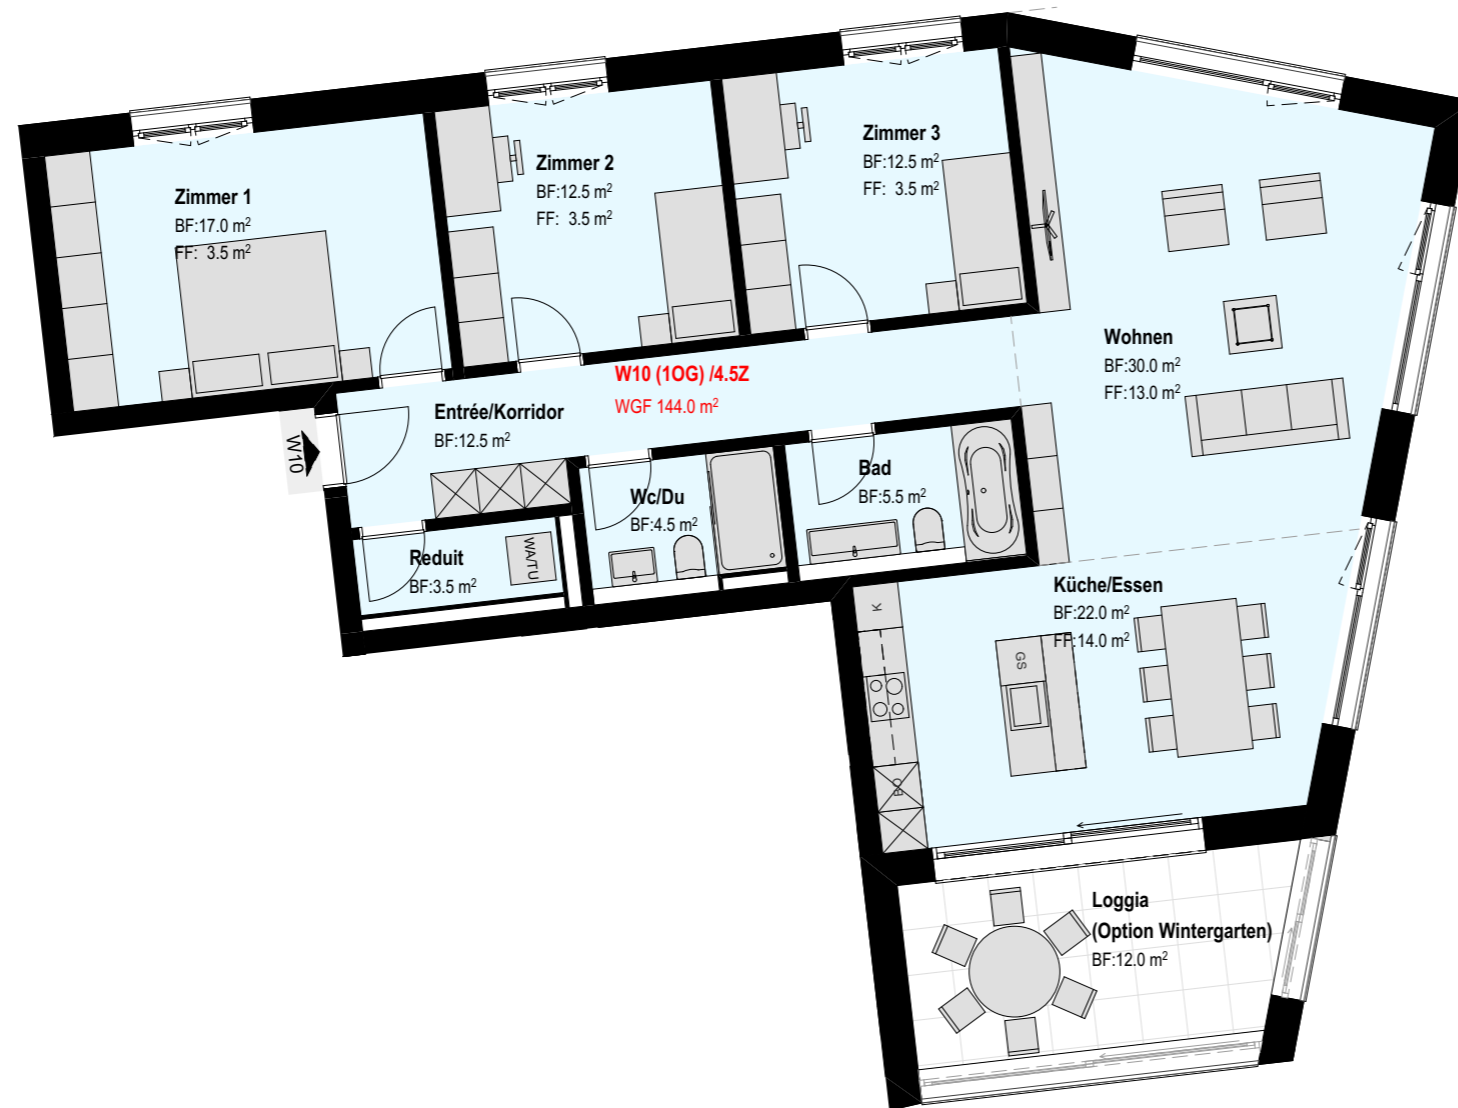 Zimmer 1
BF:17.0 m²
FF: 3.5 m²
Zimmer 2
BF:12.5 m²
FF: 3.5 m²
Zimmer 3
BF:12.5 m²
FF: 3.5 m²
Wohnen
BF:30.0 m²
FF:13.0 m²
W10 (1OG) /4.5Z
WGF 144.0 m²
Entrée/Korridor
BF:12.5 m²
W10
Wc/Du
BF:4.5 m²
Bad
BF:5.5 m²
Reduit
BF:3.5 m²
WA/TU
Küche/Essen
BF:22.0 m²
FF:14.0 m²
K
GS
BO
Loggia
(Option Wintergarten)
BF:12.0 m²